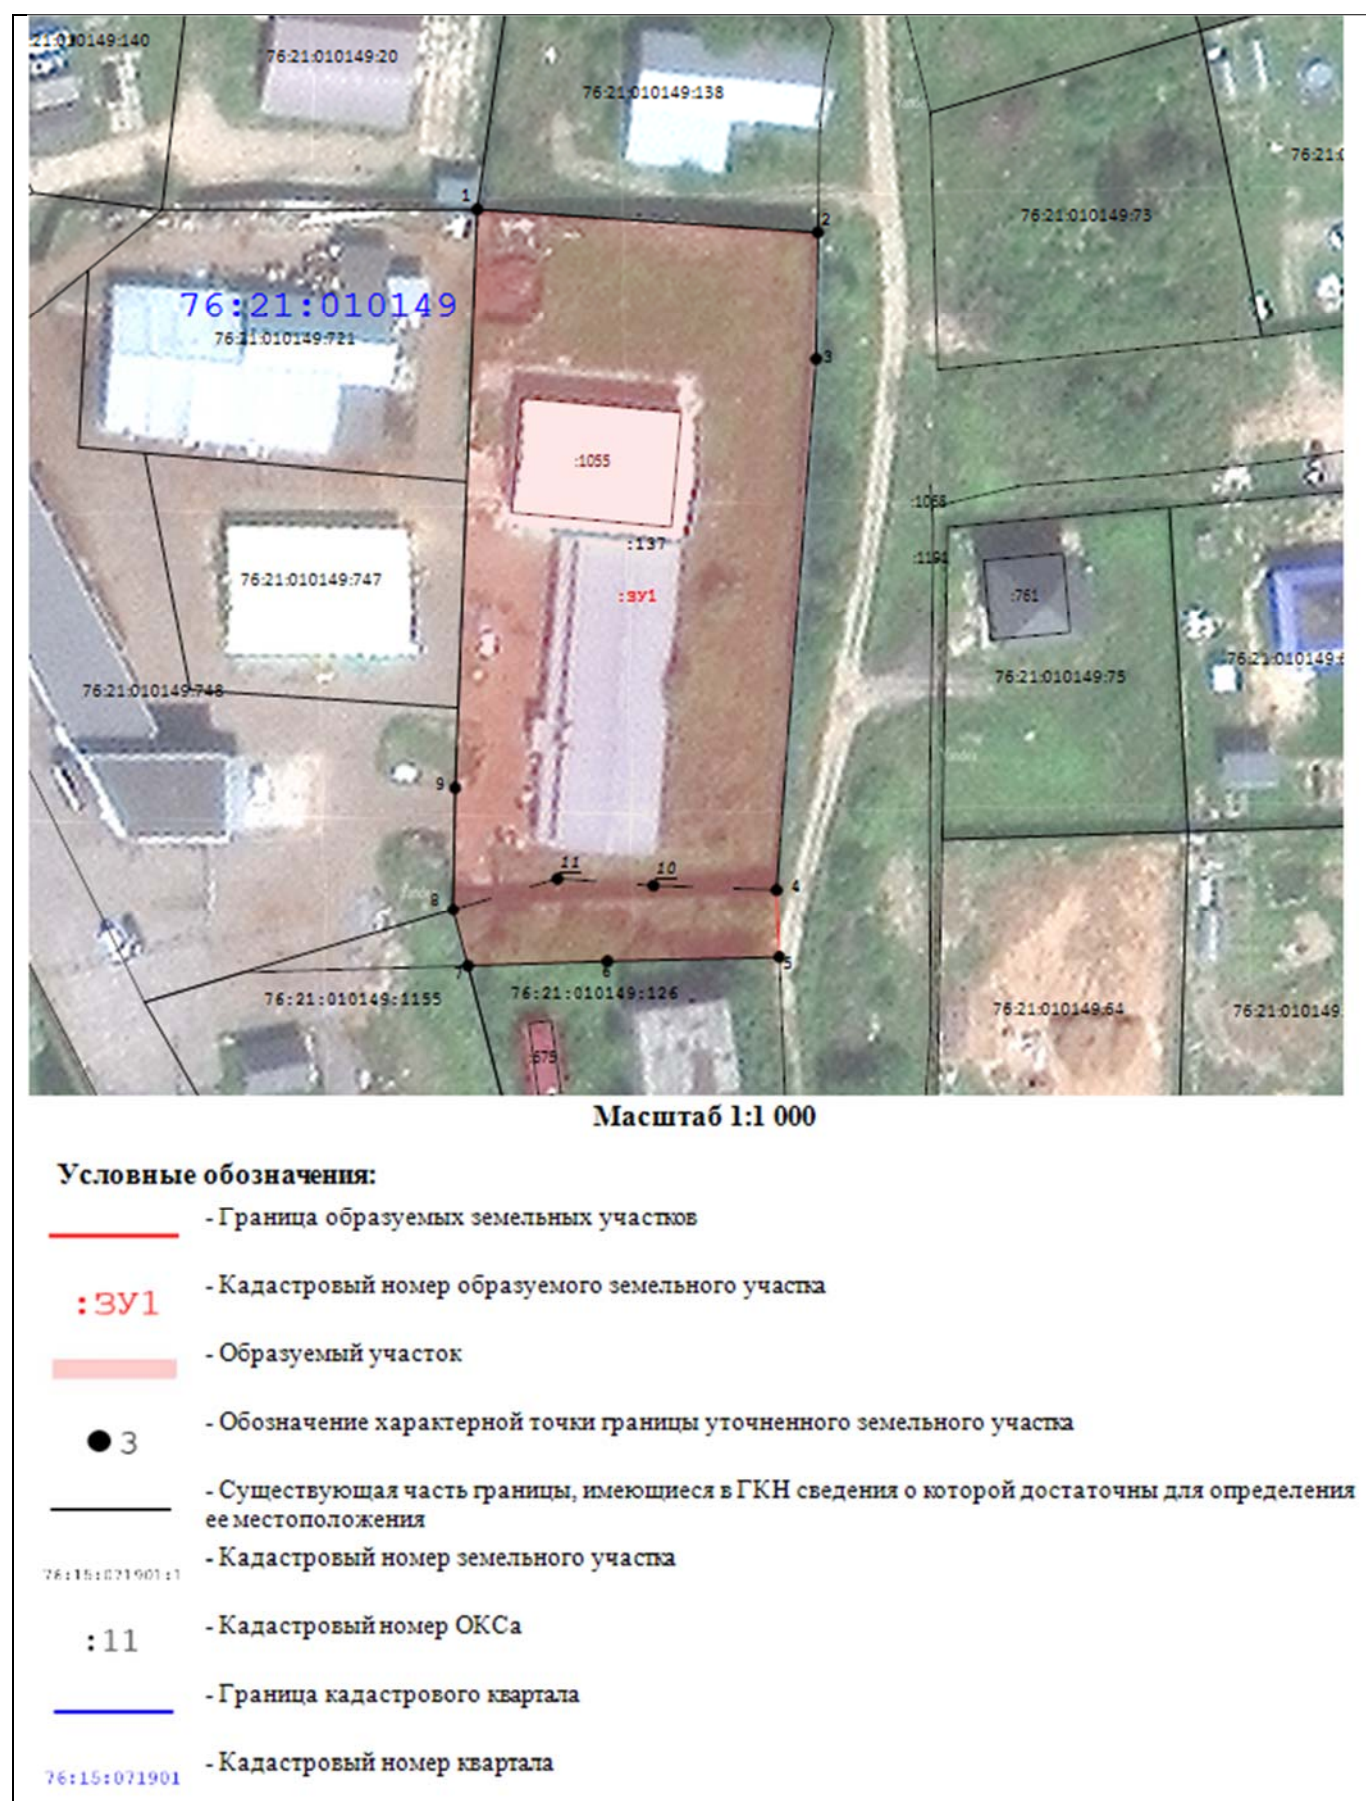 76:21:010149:20
76:21:010149:138
76:21:010149:73
1
2
76:21:010149
76:21:010149:721
3
:1055
:1068
:137
:1191
76:21:010149:747
:ЗУ1
:761
76:21:010149:75
76:21:010149:748
9
11
10
4
8
5
6
7
76:21:010149:1155
76:21:010149:126
76:21:010149:64
76:21:010149
:675
Масштаб 1:1 000
Условные обозначения:
- Граница образуемых земельных участков
:ЗУ1
- Кадастровый номер образуемого земельного участка
- Образуемый участок
- Обозначение характерной точки границы уточненного земельного участка
3
- Существующая часть границы, имеющиеся в ГКН сведения о которой достаточны для определения
ее местоположения
- Кадастровый номер земельного участка
76:15:071901:1
- Кадастровый номер ОКСа
:11
- Граница кадастрового квартала
- Кадастровый номер квартала
76:15:071901